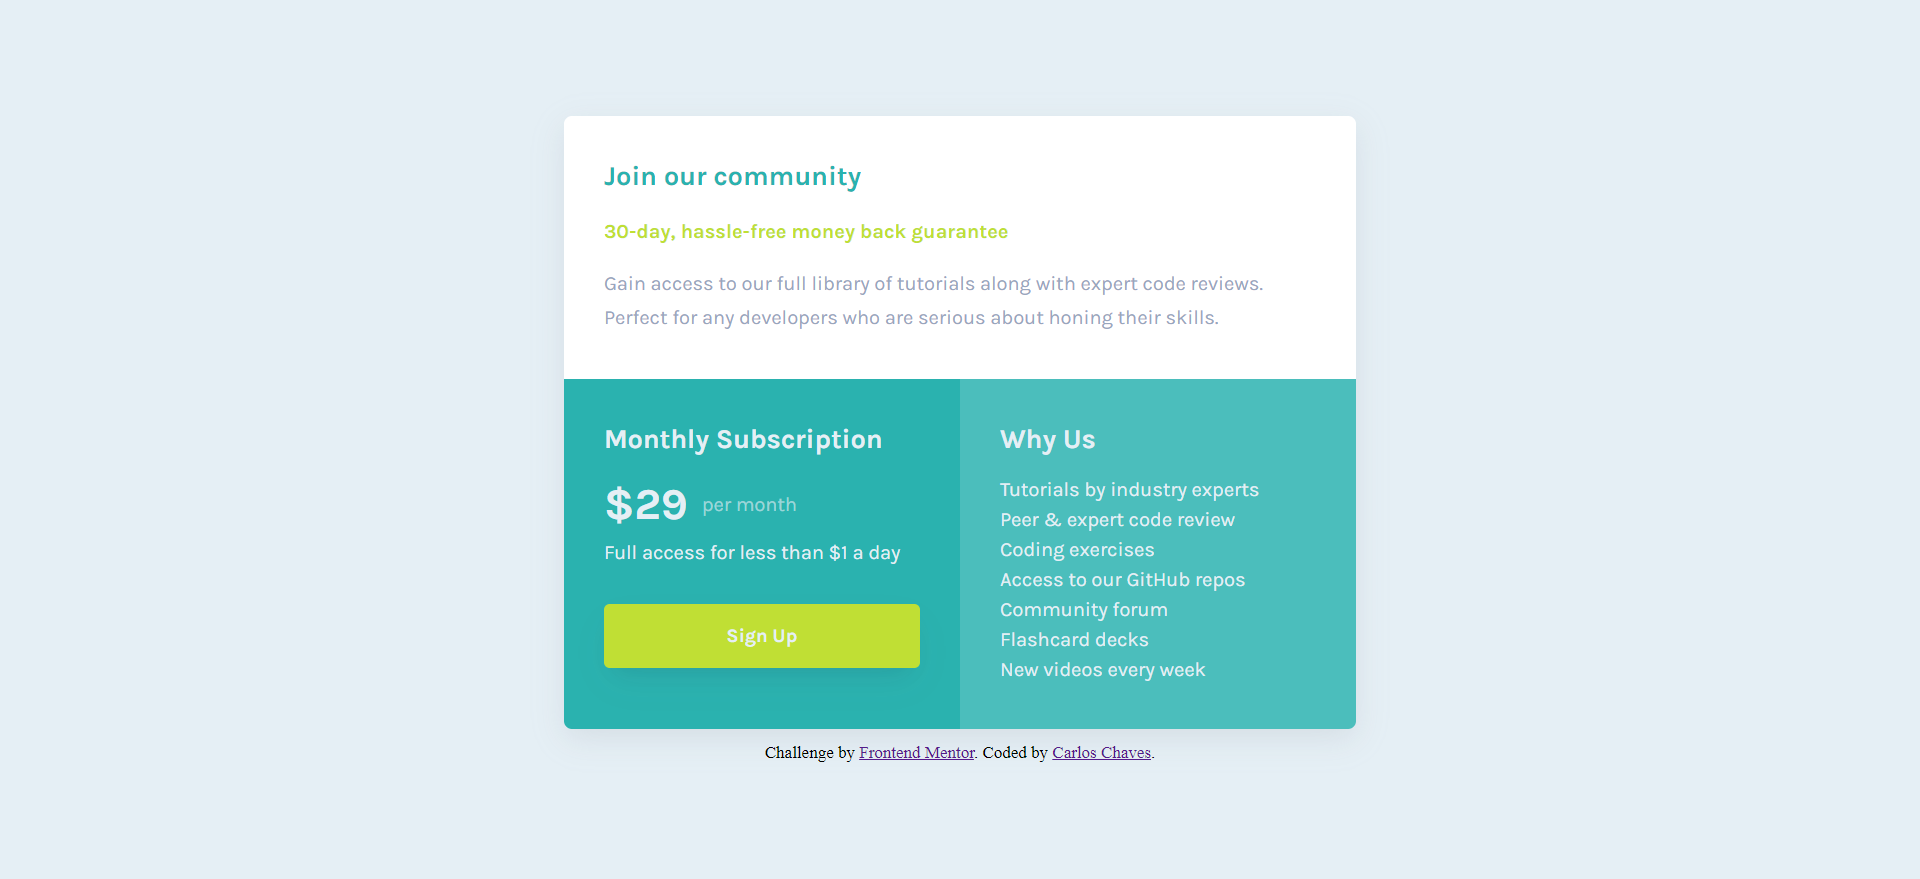 Join our community
30-day, hassle-free money back guarantee
Gain access to our full library of tutorials along with expert code reviews.
Perfect for any developers who are serious about honing their skills.
Monthly Subscription
$29 per month
Full access for less than $1 a day
Sign Up
Why Us
Tutorials by industry experts
Peer & expert code review
Coding exercises
Access to our GitHub repos
Community forum
Flashcard decks
New videos every week
Challenge by Frontend Mentor. Coded by Carlos Chaves.